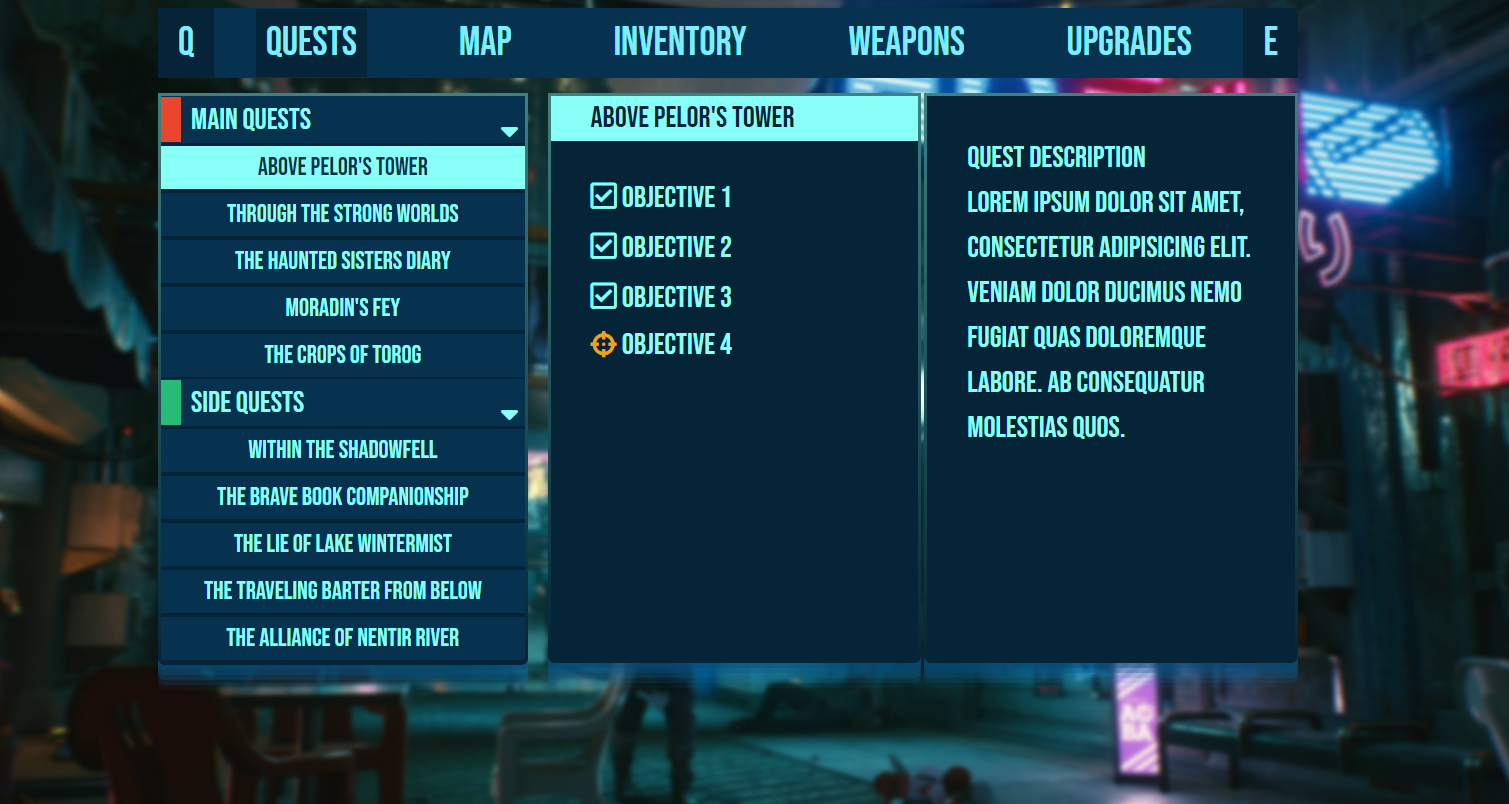 Q QUESTS MAP INVENTORY WEAPONS UPGRADES E
MAIN QUESTS
ABOVE PELOR'S TOWER
THROUGH THE STRONG WORLDS
THE HAUNTED SISTERS DIARY
MORADIN'S FEY
THE CROPS OF TOROG
SIDE QUESTS
WITHIN THE SHADOWFELL
THE BRAVE BOOK COMPANIONSHIP
THE LIE OF LAKE WINTERMIST
THE TRAVELING BARTER FROM BELOW
THE ALLIANCE OF NENTIR RIVER
ABOVE PELOR'S TOWER
OBJECTIVE 1
OBJECTIVE 2
OBJECTIVE 3
OBJECTIVE 4
QUEST DESCRIPTION
LOREM IPSUM DOLOR SIT AMET,
CONSECTETUR ADIPISICING ELIT.
VENIAM DOLOR DUCIMUS NEMO
FUGIAT QUAS DOLOREMQUE
LABORE. AB CONSEQUATUR
MOLESTIAS QUOS.